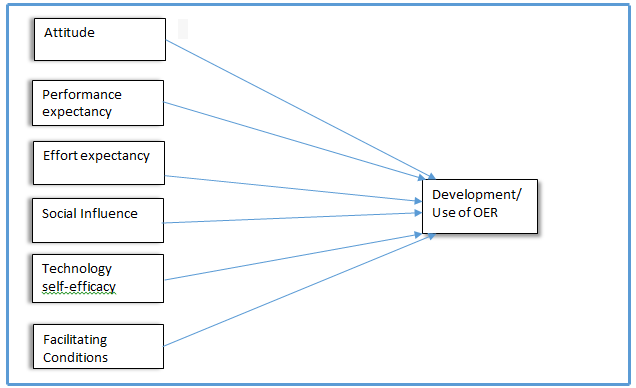 Attitude
Performance
expectancy
Effort expectancy
Social Influence
Technology
self-efficacy
Facilitating
Conditions
Development/
Use of OER